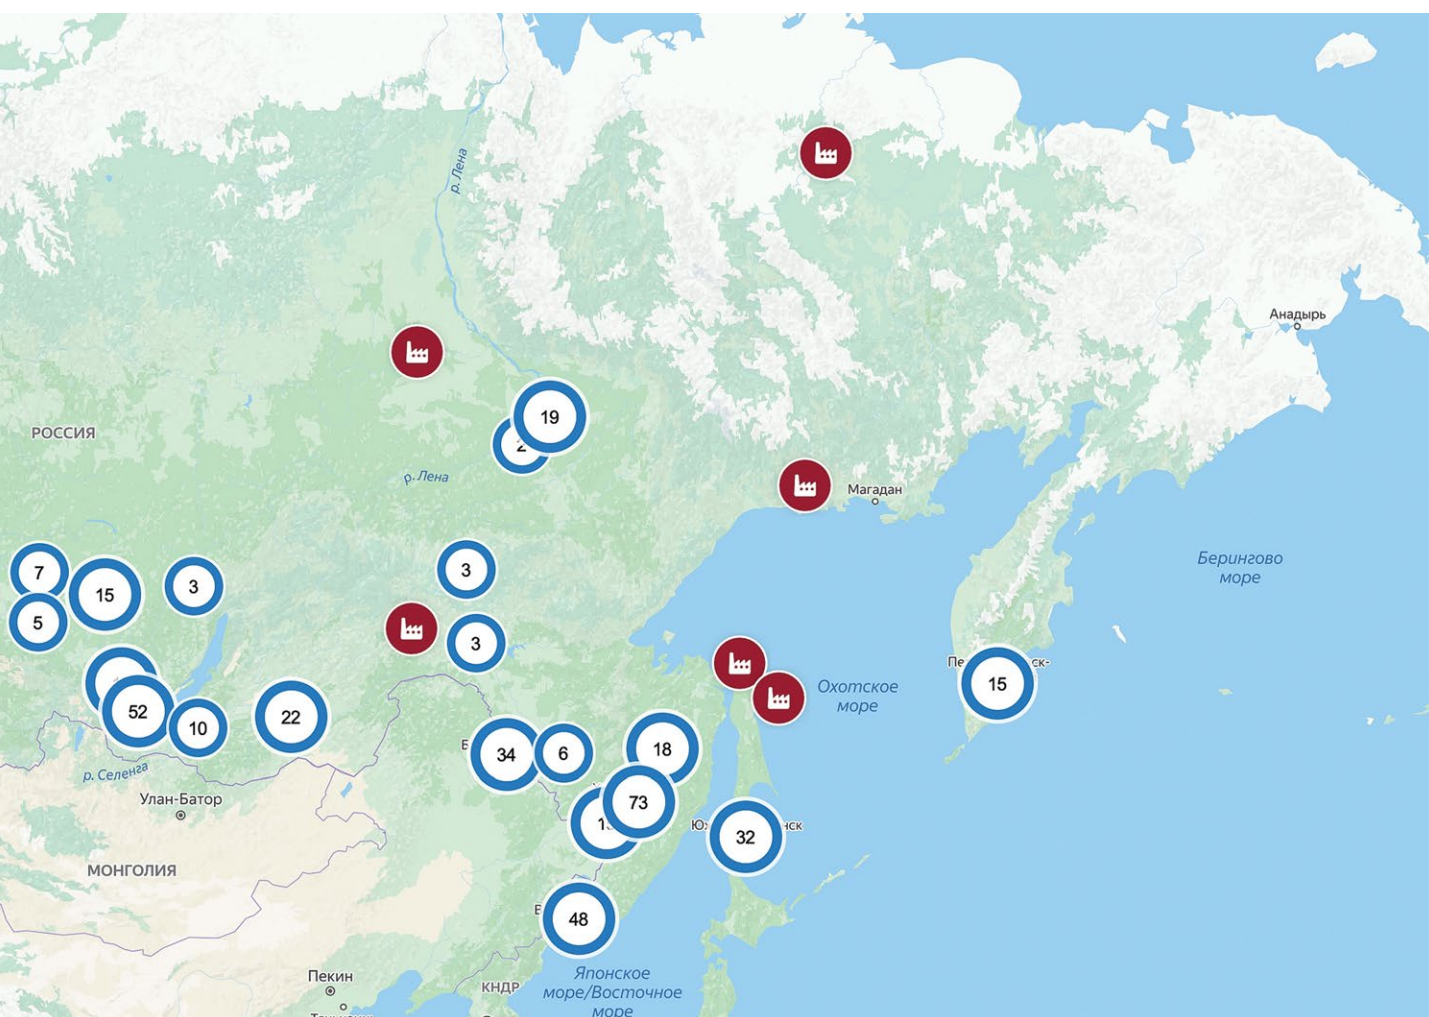 р. Лена
Анадырь
19
2
РОССИЯ
р. Лена
Магадан
Берингово
море
7
15
3
3
5
3
52
10
22
Охотское
море
15
34
6
18
р. Селенга
Улан-Батор
73
32
МОНГОЛИЯ
48
Пекин
КНДР
Японское
море/Восточное
море